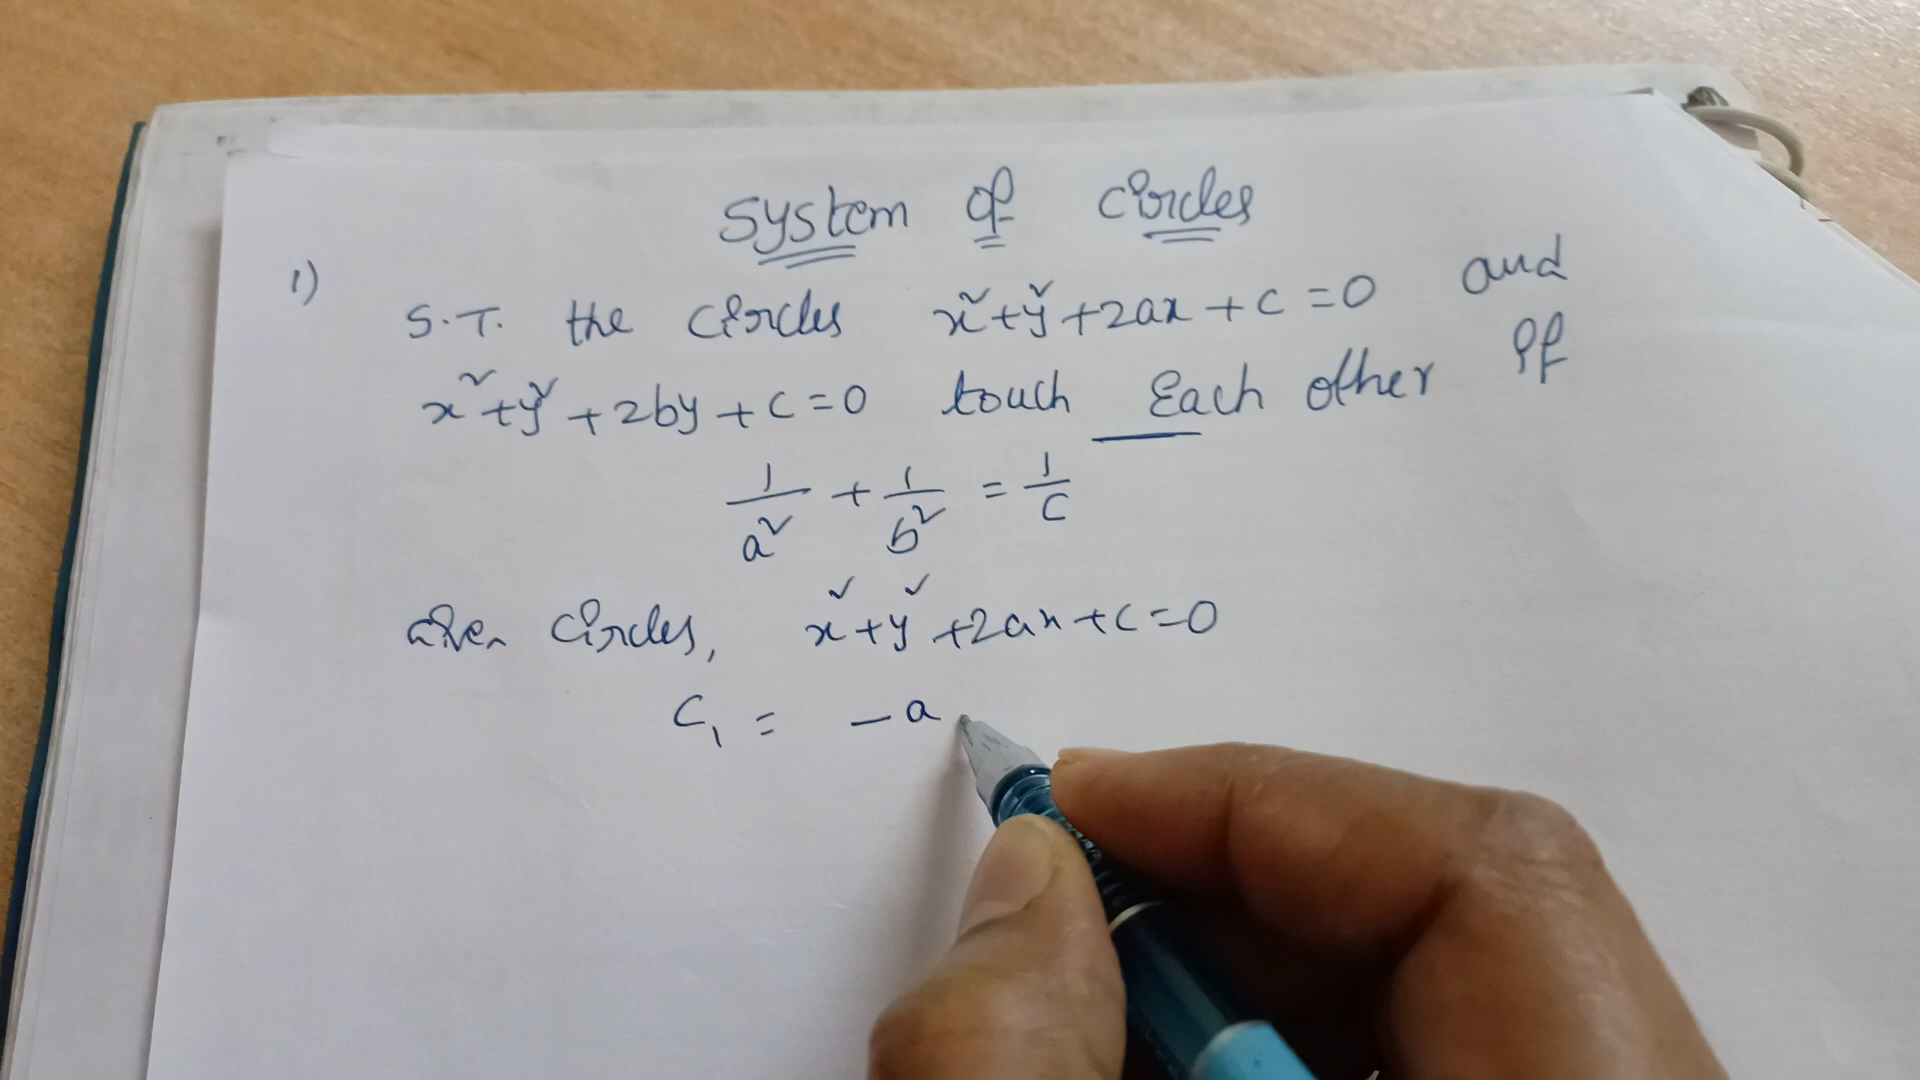 System of Circles
1) S.T. the Circles x²+y²+2ax+c=0 and
x²+y²+2by+c=0 touch Each other if
1/a² + 1/b² = 1/c
Given Circles, x²+y²+2ax+c=0
C₁ = -a